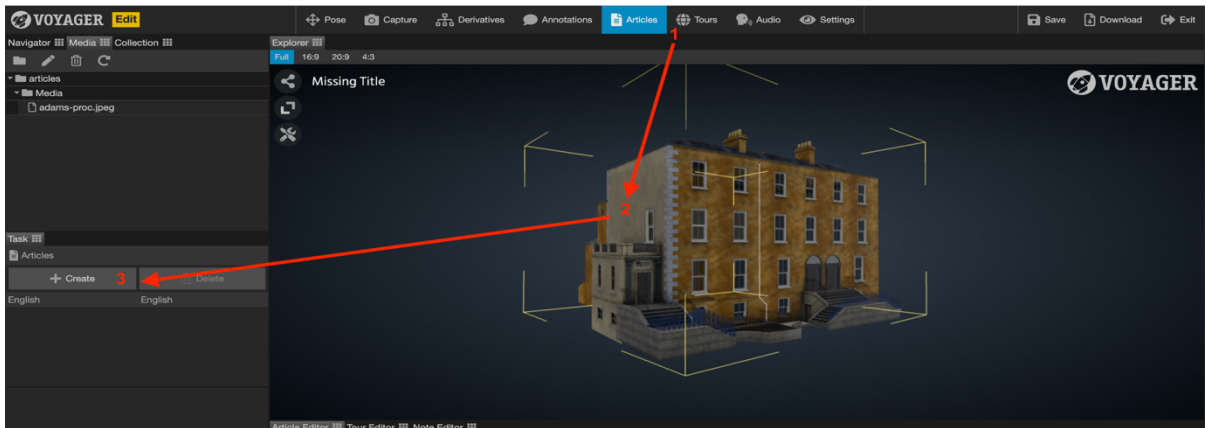 VOYAGER Edit Pose Capture Derivatives Annotations Articles Tours Audio Settings Save Download Exit
1
Navigator Media Collection Explorer
Full 16:9 20:9 4:3
articles Missing Title VOYAGER
Media
adams-proc.jpeg
2
Task
Articles
Create 3 Delete
English English
Article Editor Tour Editor Note Editor